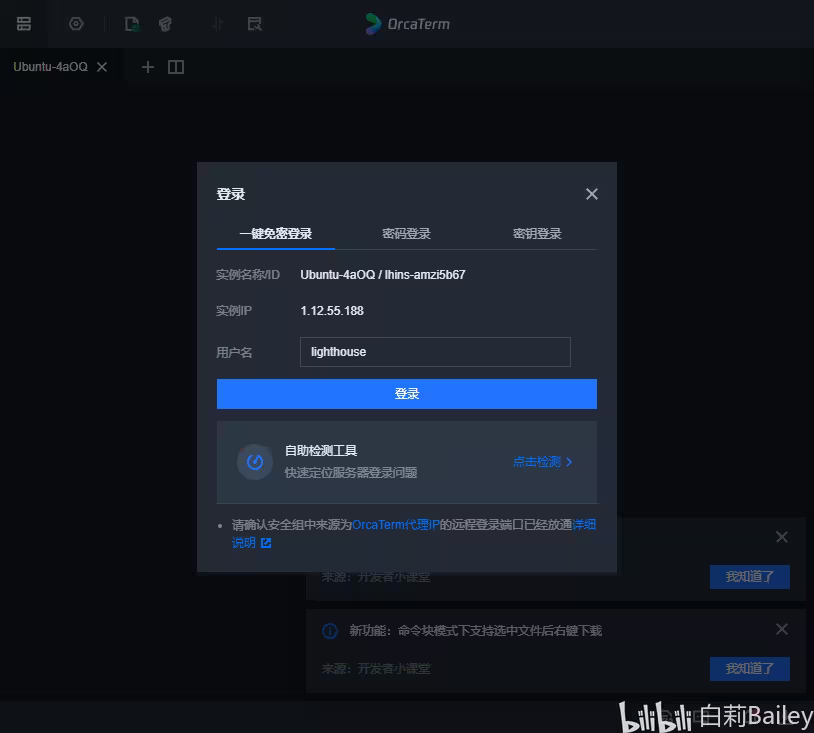 OrcaTerm
Ubuntu-4aOQ
登录
一键免密登录 密码登录 密钥登录
实例名称/ID Ubuntu-4aOQ / lhins-amzi5b67
实例IP 1.12.55.188
用户名 lighthouse
登录
自助检测工具
快速定位服务器登录问题
点击检测
请确认安全组中来源为OrcaTerm代理IP的远程登录端口已经放通详细
说明
来源：开发者小课堂 我知道了
新功能：命令块模式下支持选中文件后右键下载
来源：开发者小课堂 我知道了
bilibili 白莉Bailey